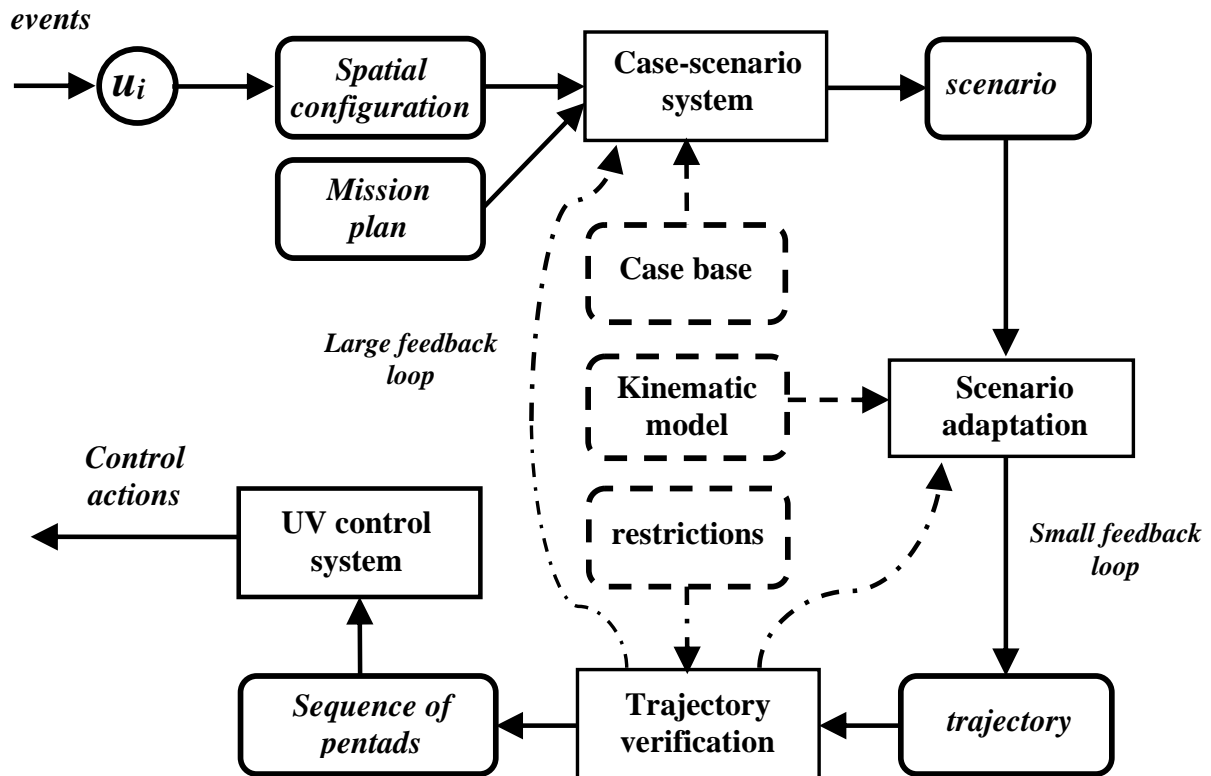 events
u i
Spatial
configuration
Case-scenario
system
scenario
Mission
plan
Case base
Large feedback
loop
Kinematic
model
Scenario
adaptation
Control
actions
UV control
system
restrictions
Small feedback
loop
Sequence of
pentads
Trajectory
verification
trajectory